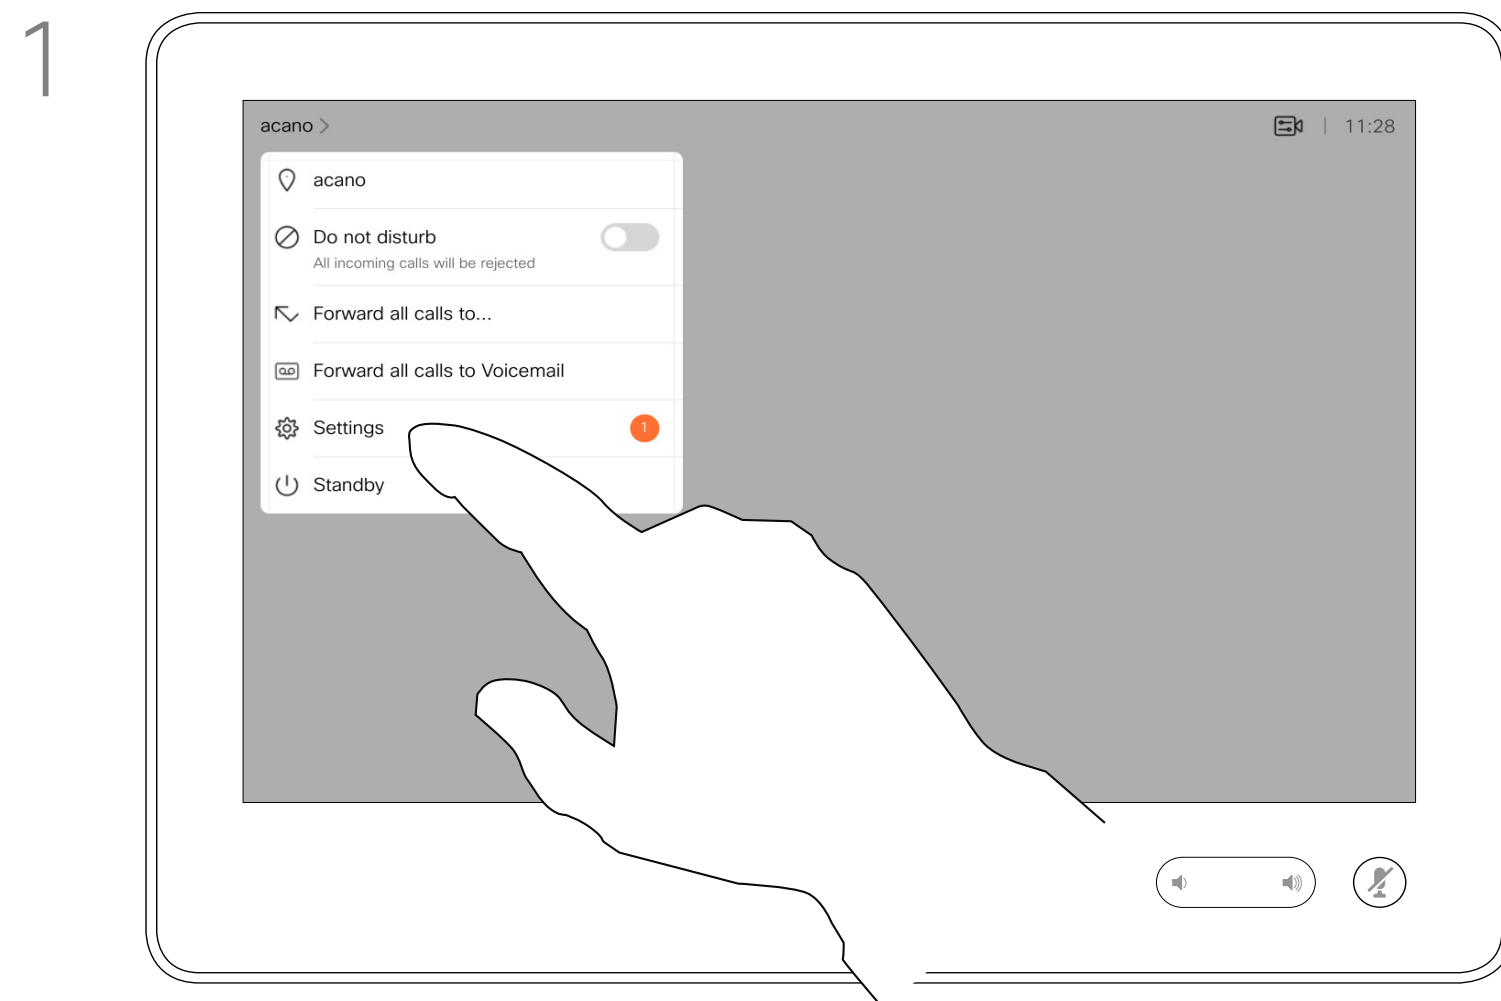 1
acano >
11:28
acano
Do not disturb
All incoming calls will be rejected
Forward all calls to...
Forward all calls to Voicemail
Settings
1
Standby